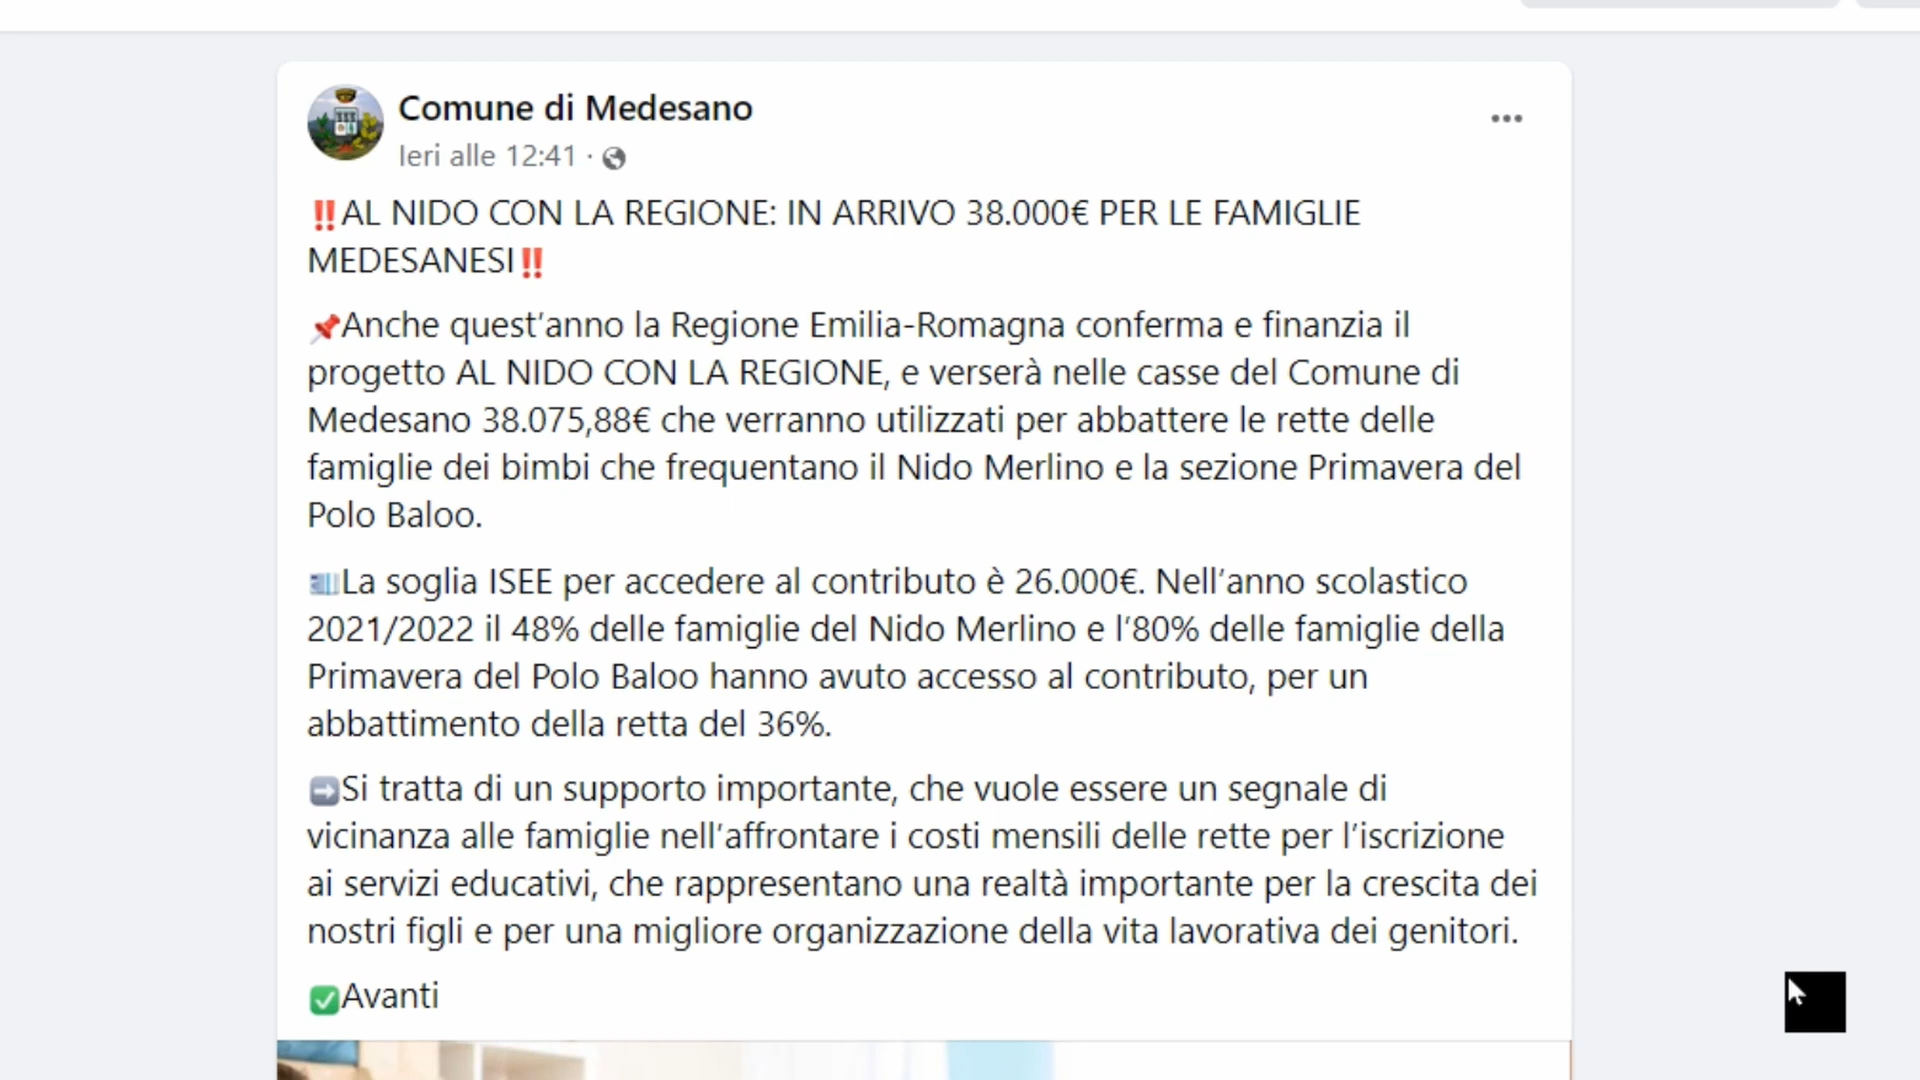 Comune di Medesano
Ieri alle 12:41 ·
‼️AL NIDO CON LA REGIONE: IN ARRIVO 38.000€ PER LE FAMIGLIE
MEDESANESI‼️
📌Anche quest'anno la Regione Emilia-Romagna conferma e finanzia il
progetto AL NIDO CON LA REGIONE, e verserà nelle casse del Comune di
Medesano 38.075,88€ che verranno utilizzati per abbattere le rette delle
famiglie dei bimbi che frequentano il Nido Merlino e la sezione Primavera del
Polo Baloo.
💶La soglia ISEE per accedere al contributo è 26.000€. Nell'anno scolastico
2021/2022 il 48% delle famiglie del Nido Merlino e l'80% delle famiglie della
Primavera del Polo Baloo hanno avuto accesso al contributo, per un
abbattimento della retta del 36%.
➡️Si tratta di un supporto importante, che vuole essere un segnale di
vicinanza alle famiglie nell'affrontare i costi mensili delle rette per l'iscrizione
ai servizi educativi, che rappresentano una realtà importante per la crescita dei
nostri figli e per una migliore organizzazione della vita lavorativa dei genitori.
✅Avanti